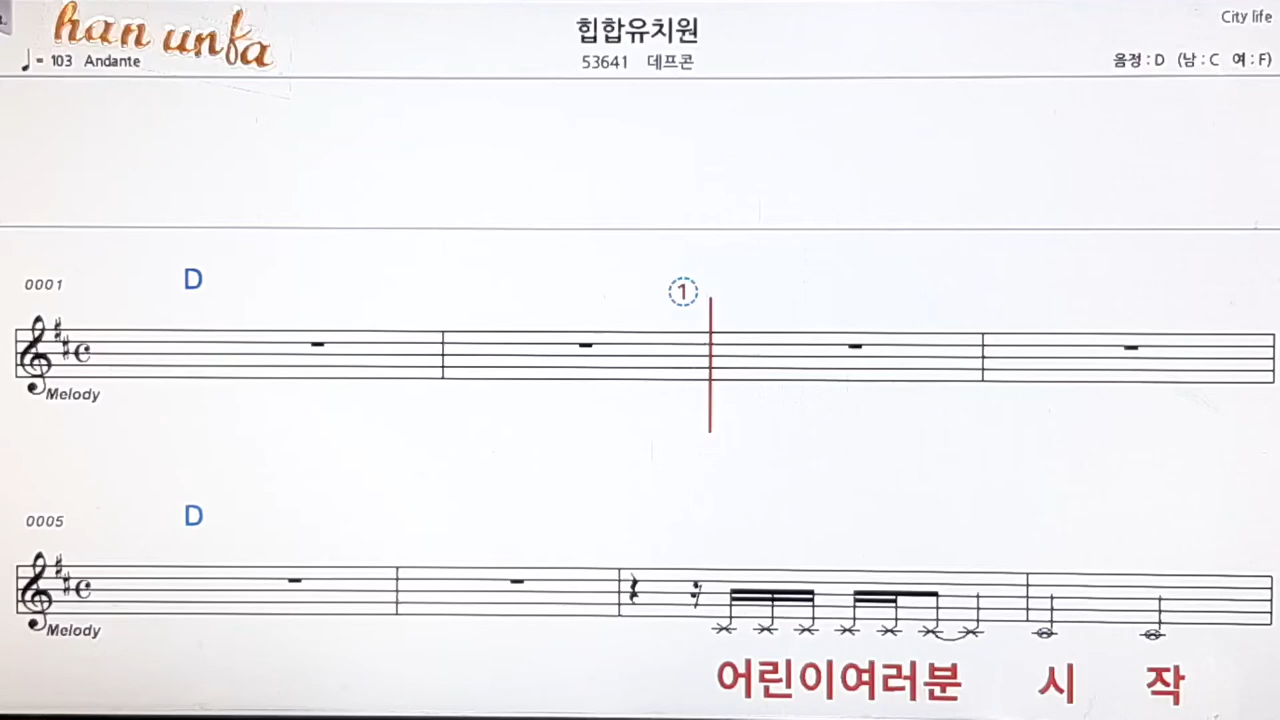 han unfa
힙합유치원
City life
♩ = 103 Andante
53641 데프콘
음정 : D (남 : C 여 : F)
0001 D
1
Melody
0005 D
Melody
어린이여러분 시 작